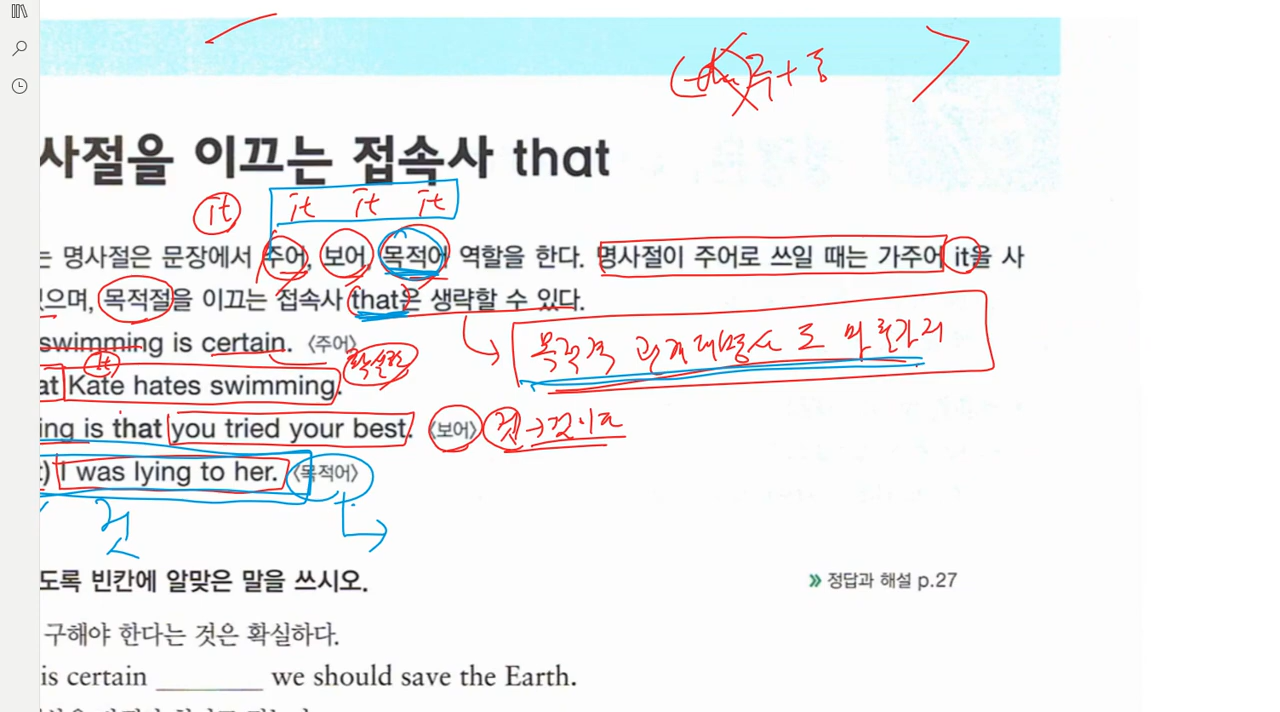 주 + 동
사절을 이끄는 접속사 that
it it it it
는 명사절은 문장에서 주어, 보어, 목적어 역할을 한다. 명사절이 주어로 쓰일 때는 가주어 it을 사
있으며, 목적절을 이끄는 접속사 that은 생략할 수 있다.
목적격 관계대명사 도 마찬가지
swimming is certain. <주어>
it
at Kate hates swimming.
ing is that you tried your best. <보어> 것 → 것이다
t) I was lying to her. <목적어>
것
도록 빈칸에 알맞은 말을 쓰시오. 정답과 해설 p.27
구해야 한다는 것은 확실하다.
is certain ________ we should save the Earth.